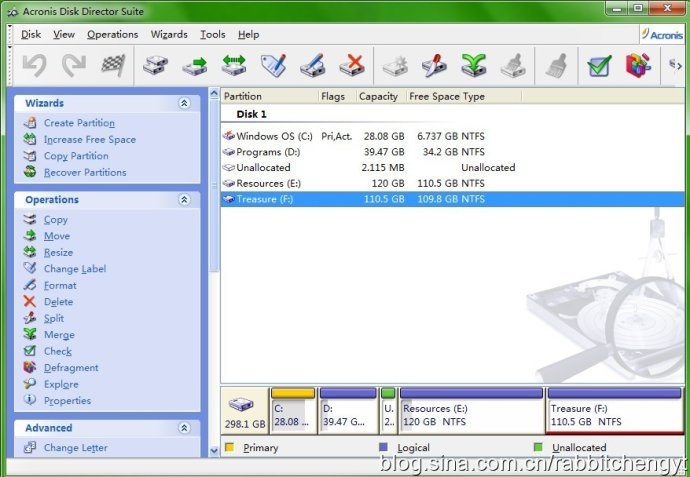 Acronis Disk Director Suite
Disk View Operations Wizards Tools Help Acronis
Wizards
Create Partition
Increase Free Space
Copy Partition
Recover Partitions
Operations
Copy
Move
Resize
Change Label
Format
Delete
Split
Merge
Check
Defragment
Explore
Properties
Advanced
Change Letter
Partition Flags Capacity Free Space Type
Disk 1
Windows OS (C:) Pri,Act. 28.08 GB 6.737 GB NTFS
Programs (D:) 39.47 GB 34.2 GB NTFS
Unallocated 2.115 MB Unallocated
Resources (E:) 120 GB 110.5 GB NTFS
Treasure (F:) 110.5 GB 109.8 GB NTFS
298.1 GB
C:
28.08 ...
D:
39.47 G...
U.
2...
Resources (E:)
120 GB NTFS
Treasure (F:)
110.5 GB NTFS
Primary Logical Unallocated
blog.sina.com.cn/rabbitchengyt